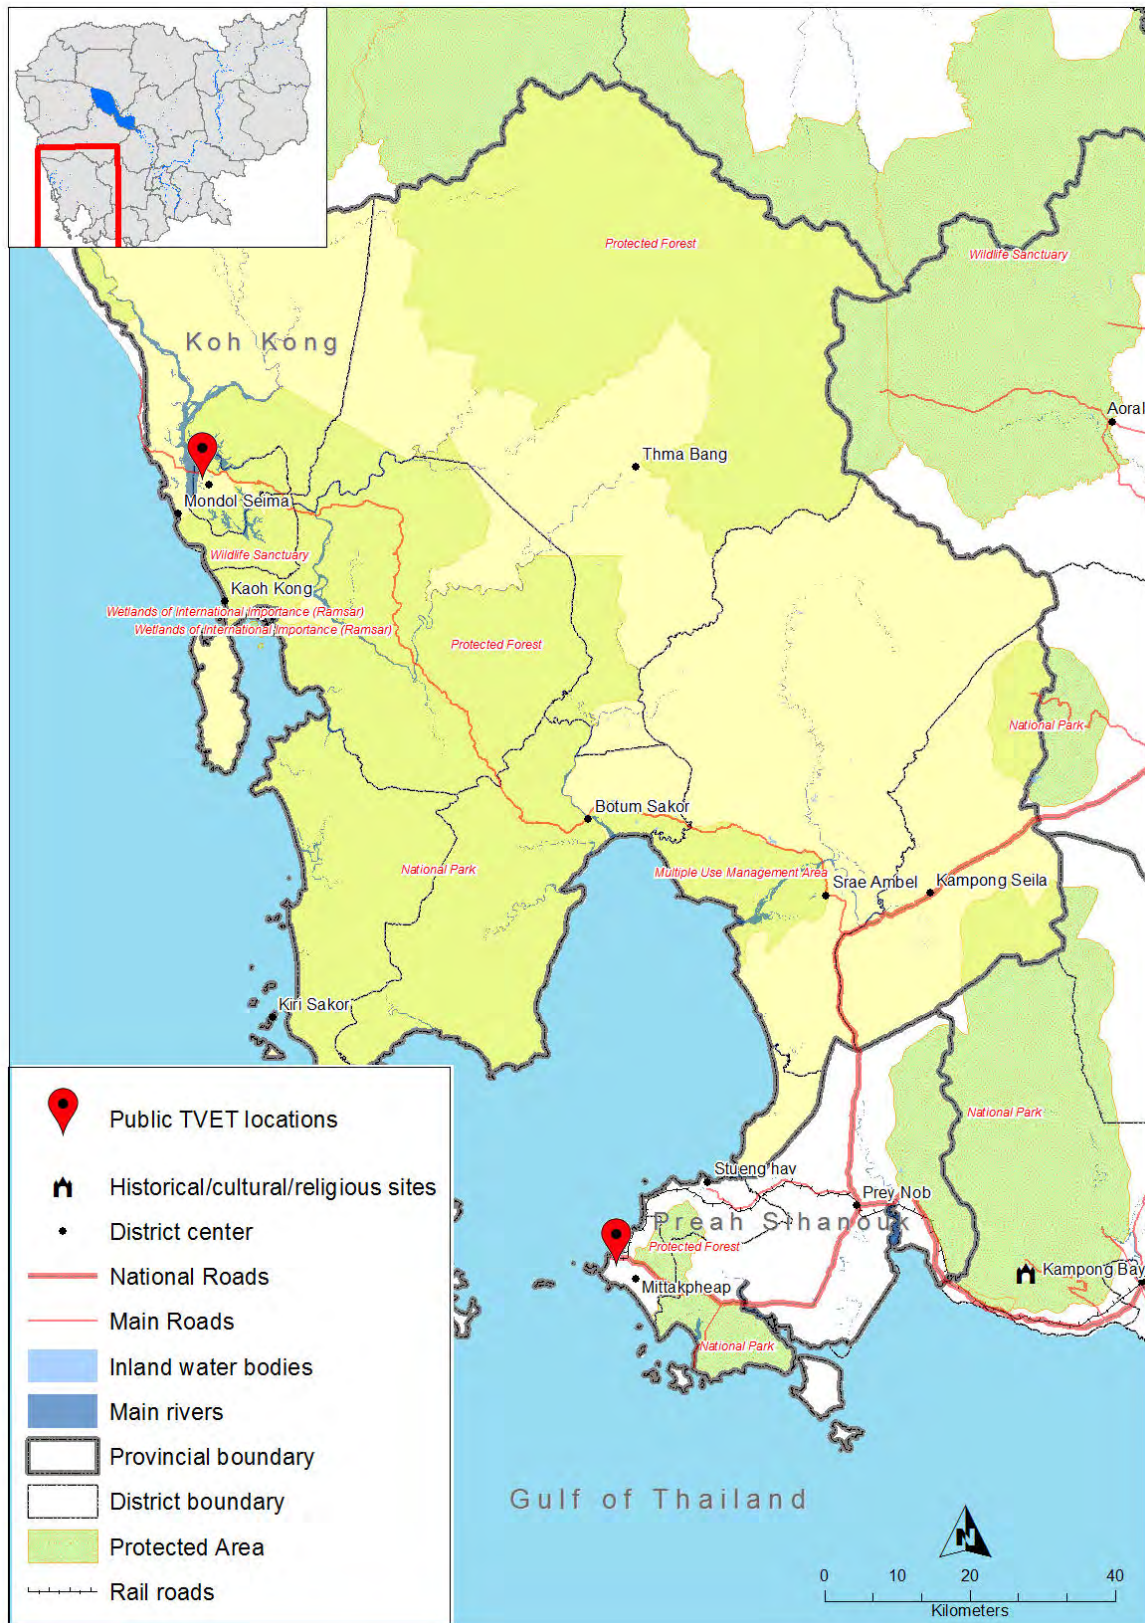 Protected Forest
Wildlife Sanctuary
Koh Kong
Aoral
Thma Bang
Mondol Seima
Wildlife Sanctuary
Kaoh Kong
Wetlands of International Importance (Ramsar)
Wetlands of International Importance (Ramsar)
Protected Forest
National Park
Botum Sakor
National Park
Multiple Use Management Area
Srae Ambel
Kampong Seila
Kiri Sakor
National Park
Stueng hav
Prey Nob
Preah Sihanouk
Protected Forest
Mittakpheap
Kampong Bay
National Park
Gulf of Thailand
Public TVET locations
Historical/cultural/religious sites
District center
National Roads
Main Roads
Inland water bodies
Main rivers
Provincial boundary
District boundary
Protected Area
Rail roads
N
0 10 20 40
Kilometers